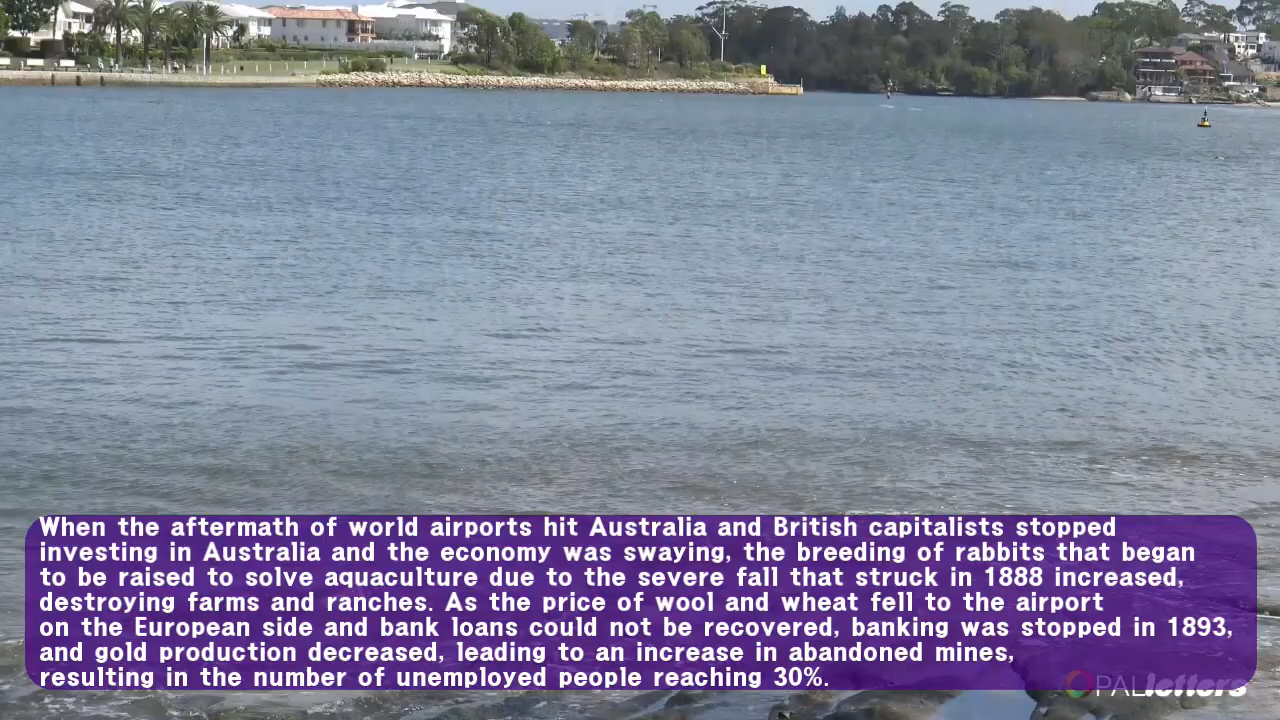 When the aftermath of world airports hit Australia and British capitalists stopped
investing in Australia and the economy was swaying, the breeding of rabbits that began
to be raised to solve aquaculture due to the severe fall that struck in 1888 increased,
destroying farms and ranches. As the price of wool and wheat fell to the airport
on the European side and bank loans could not be recovered, banking was stopped in 1893,
and gold production decreased, leading to an increase in abandoned mines,
resulting in the number of unemployed people reaching 30%.
OPALletters